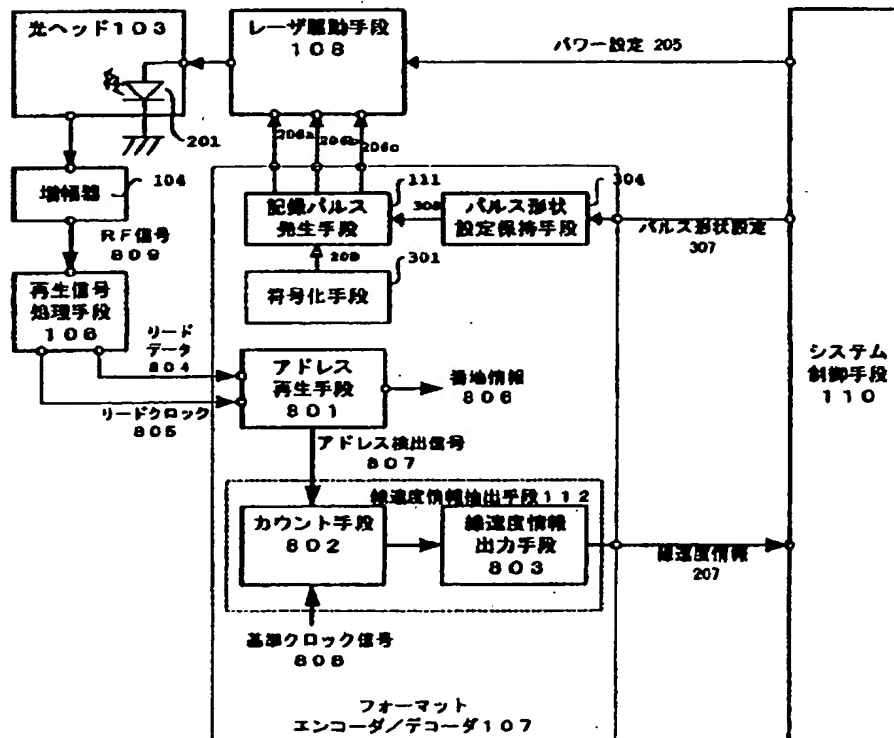 光ヘッド103
レーザ駆動手段
108
パワー設定 205
201
206a
206b
206c
増幅器
104
RF信号
809
記録パルス
発生手段
111
パルス形状
設定保持手段
304
パルス形状設定
307
符号化手段
301
再生信号
処理手段
106
リード
データ
804
リードクロック
805
アドレス
再生手段
801
番地情報
806
アドレス検出信号
807
システム
制御手段
110
線速度情報検出手段112
カウント手段
802
線速度情報
出力手段
803
線速度情報
207
基準クロック信号
808
フォーマット
エンコーダ/デコーダ107